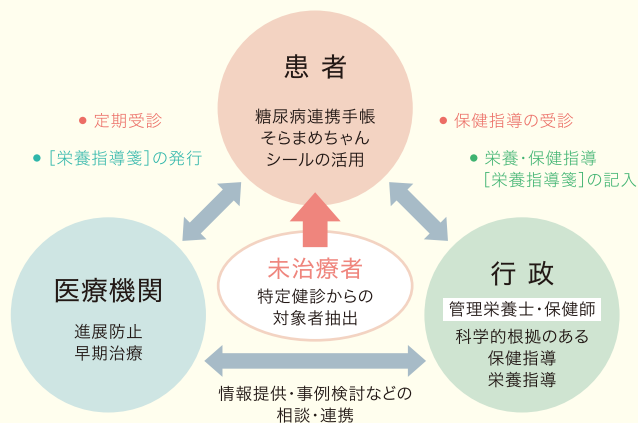 患者
糖尿病連携手帳
そらまめちゃん
シールの活用
● 定期受診
● [栄養指導箋]の発行
● 保健指導の受診
● 栄養・保健指導
[栄養指導箋]の記入
未治療者
特定健診からの
対象者抽出
医療機関
進展防止
早期治療
行政
管理栄養士・保健師
科学的根拠のある
保健指導
栄養指導
情報提供・事例検討などの
相談・連携